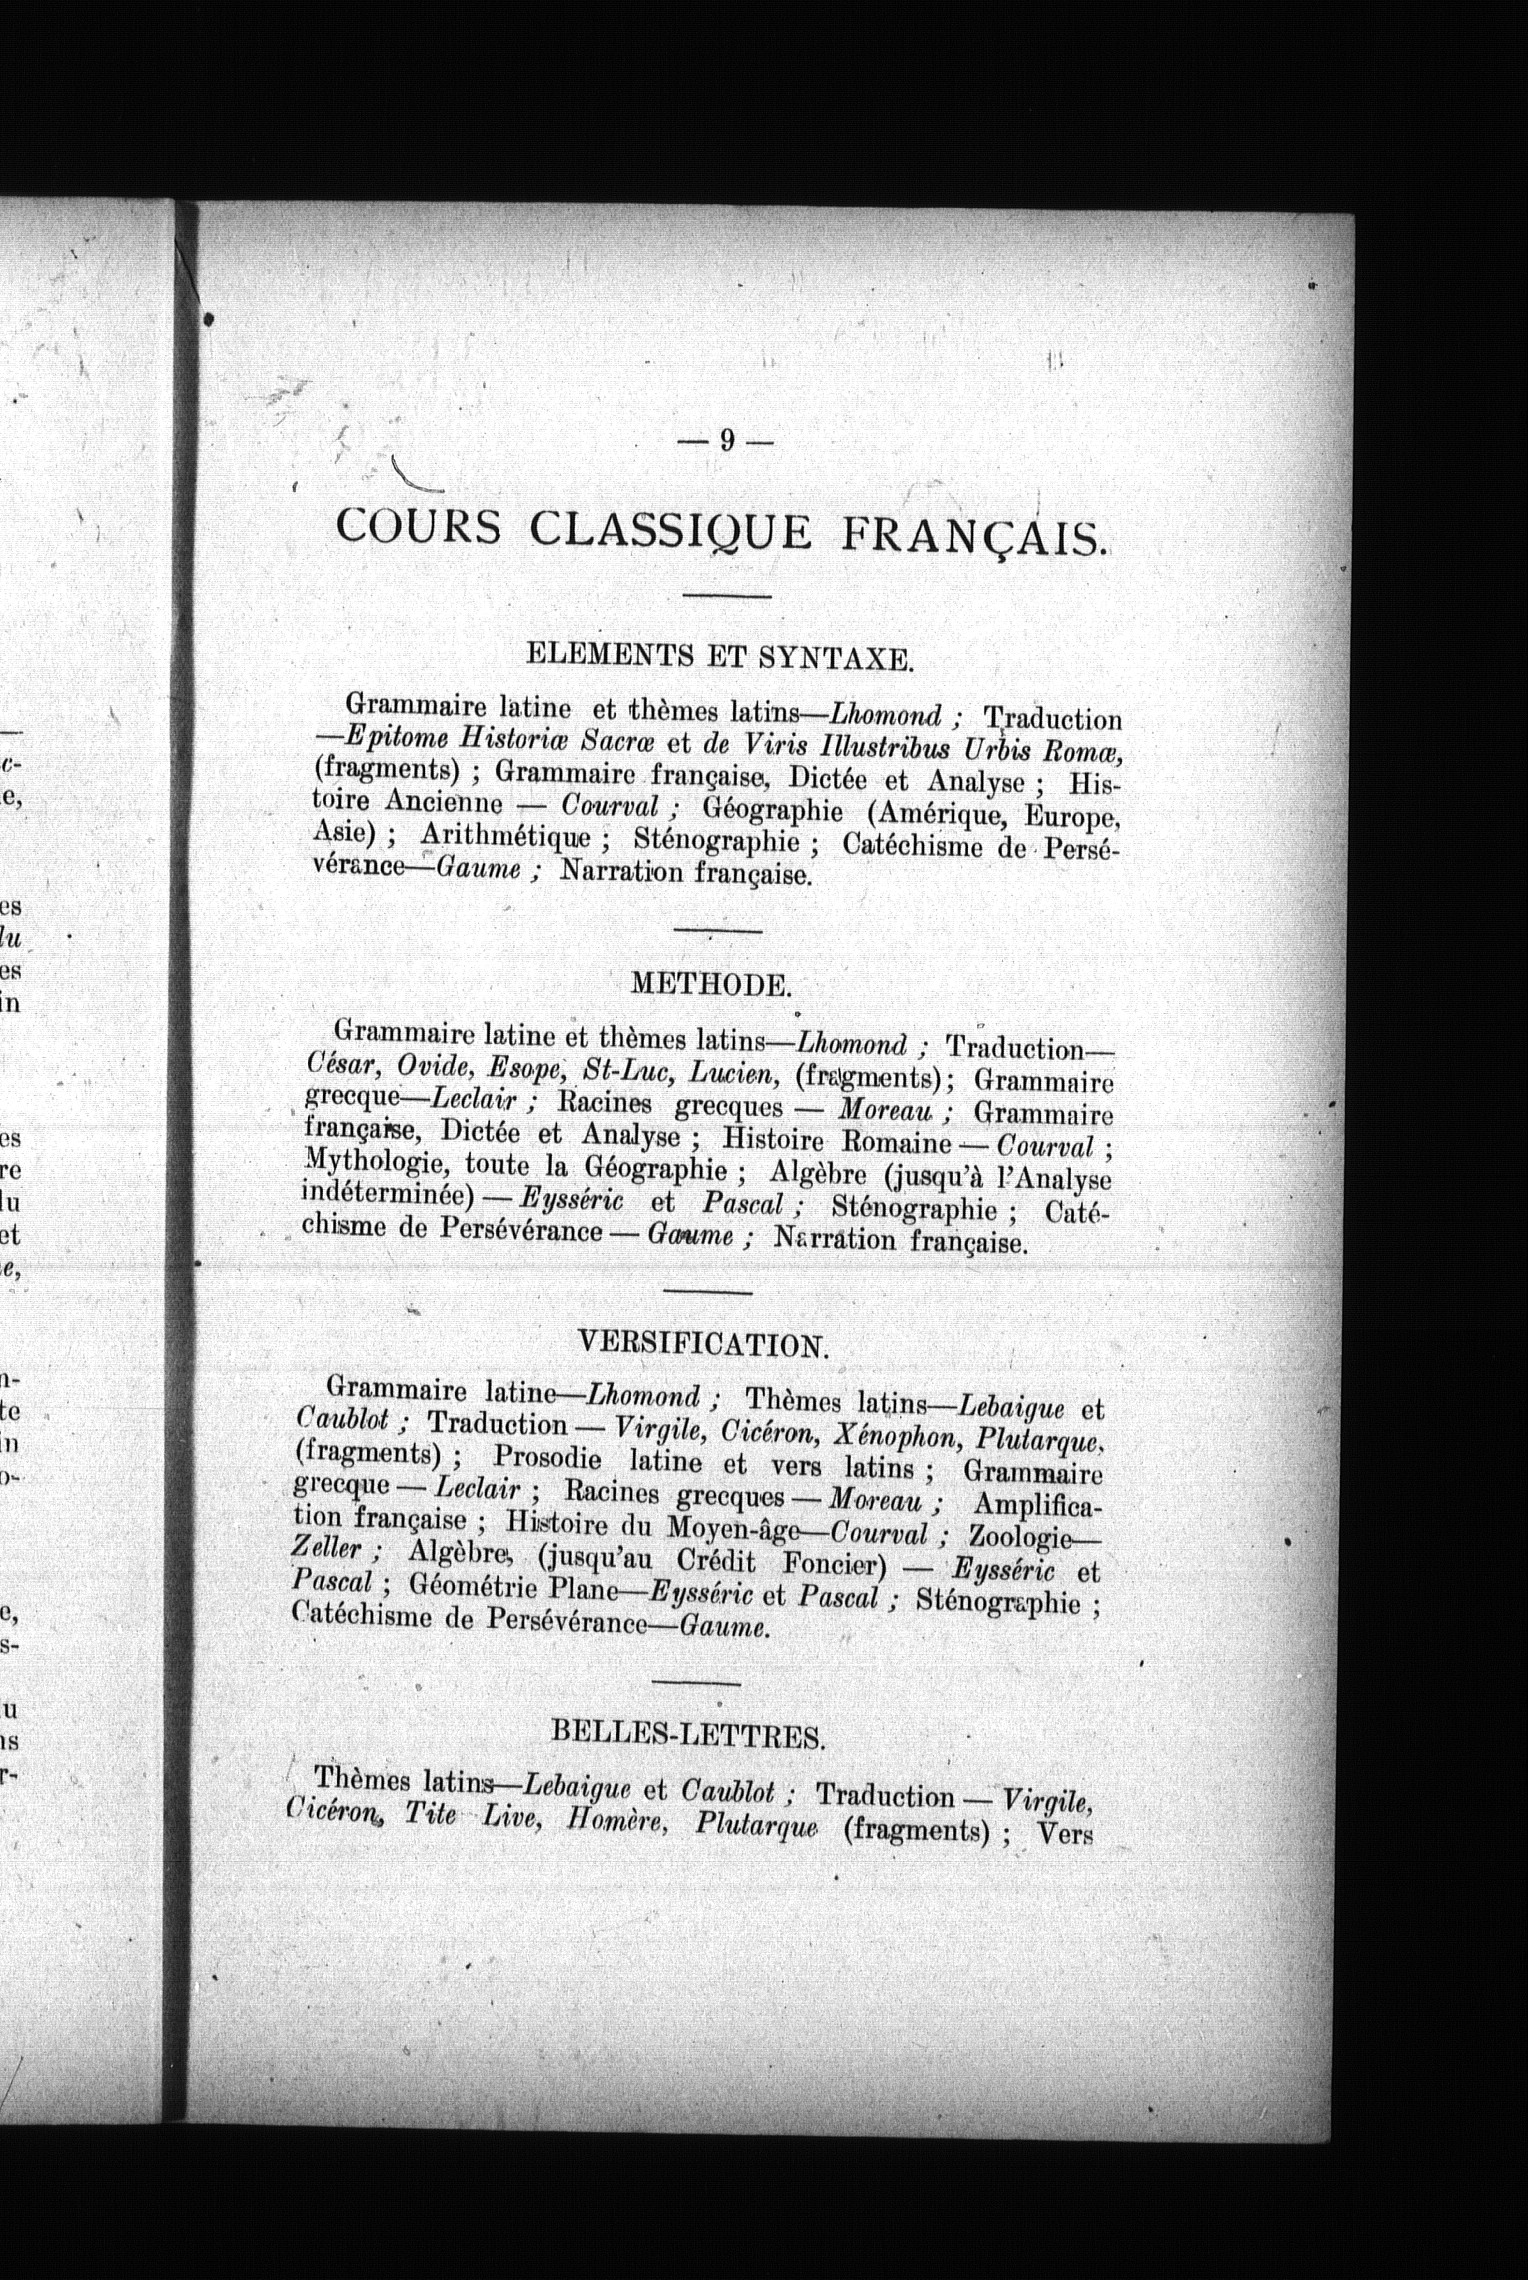 — 9 —
COURS CLASSIQUE FRANÇAIS.
ELEMENTS ET SYNTAXE.
Grammaire latine et thèmes latins—Lhomond ; Traduction
—Epitome Historiæ Sacræ et de Viris Illustribus Urbis Romæ,
(fragments) ; Grammaire française, Dictée et Analyse ; His-
toire Ancienne — Courval ; Géographie (Amérique, Europe,
Asie) ; Arithmétique ; Sténographie ; Catéchisme de Persé-
vérance—Gaume ; Narration française.
METHODE.
Grammaire latine et thèmes latins—Lhomond ; Traduction—
César, Ovide, Esope, St-Luc, Lucien, (fragments) ; Grammaire
grecque—Leclair ; Racines grecques — Moreau ; Grammaire
française, Dictée et Analyse ; Histoire Romaine — Courval ;
Mythologie, toute la Géographie ; Algèbre (jusqu'à l'Analyse
indéterminée) — Eysséric et Pascal ; Sténographie ; Caté-
chisme de Persévérance — Gaume ; Narration française.
VERSIFICATION.
Grammaire latine—Lhomond ; Thèmes latins—Lebaigue et
Caublot ; Traduction — Virgile, Cicéron, Xénophon, Plutarque,
(fragments) ; Prosodie latine et vers latins ; Grammaire
grecque — Leclair ; Racines grecques — Moreau ; Amplifica-
tion française ; Histoire du Moyen-âge—Courval ; Zoologie—
Zeller ; Algèbre, (jusqu'au Crédit Foncier) — Eysséric et
Pascal ; Géométrie Plane—Eysséric et Pascal ; Sténographie ;
Catéchisme de Persévérance—Gaume.
BELLES-LETTRES.
Thèmes latins—Lebaigue et Caublot ; Traduction — Virgile,
Cicéron, Tite Live, Homère, Plutarque (fragments) ; Vers